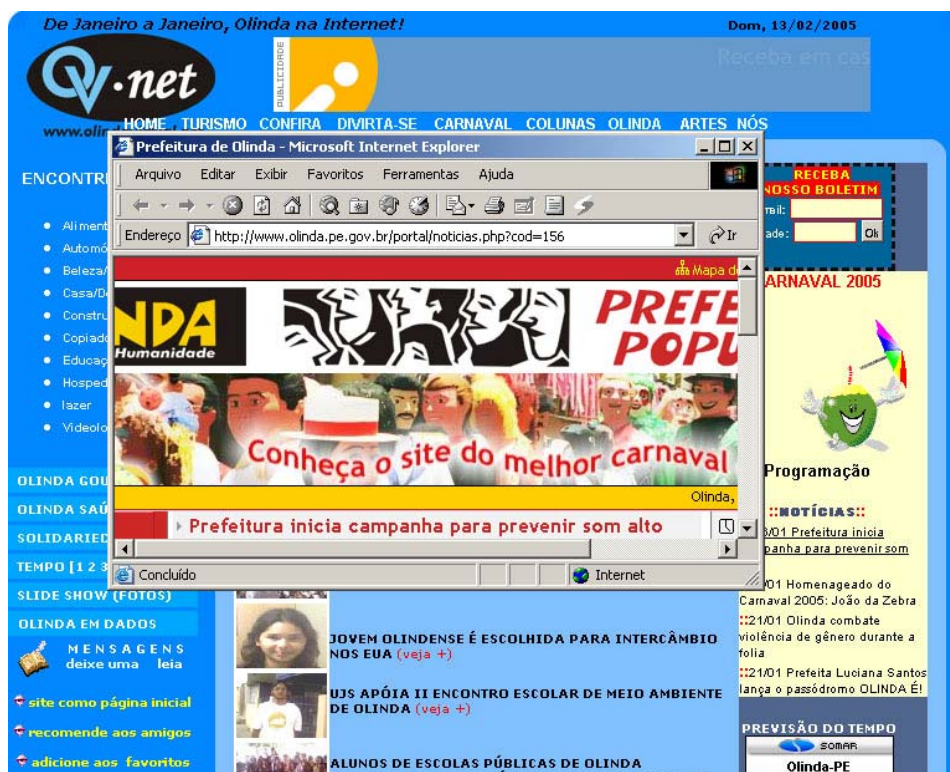 De Janeiro a Janeiro, Olinda na Internet!
Dom, 13/02/2005
QV.net
PUBLICIDADE
Receba em cas
www.olin
HOME TURISMO CONFIRA DIVIRTA-SE CARNAVAL COLUNAS OLINDA ARTES NÓS
Prefeitura de Olinda - Microsoft Internet Explorer
Arquivo Editar Exibir Favoritos Ferramentas Ajuda
Endereço http://www.olinda.pe.gov.br/portal/noticias.php?cod=156 Ir
Mapa d
NDA
Humanidade
PREFE
POPU
Conheça o site do melhor carnaval
Olinda,
Prefeitura inicia campanha para prevenir som alto
Concluído
Internet
ENCONTR
Aliment
Automó
Beleza/
Casa/D
Constru
Copiad
Educaç
Hosped
lazer
Videolo
OLINDA GOU
OLINDA SAÚ
SOLIDARIED
TEMPO [1 2 3
SLIDE SHOW (FOTOS)
OLINDA EM DADOS
MENSAGENS
deixe uma leia
site como página inicial
recomende aos amigos
adicione aos favoritos
JOVEM OLINDENSE É ESCOLHIDA PARA INTERCÂMBIO
NOS EUA (veja +)
UJS APÓIA II ENCONTRO ESCOLAR DE MEIO AMBIENTE
DE OLINDA (veja +)
ALUNOS DE ESCOLAS PÚBLICAS DE OLINDA
RECEBA
NOSSO BOLETIM
mail:
ade:
Ok
ARNAVAL 2005
Programação
::NOTÍCIAS::
/01 Prefeitura inicia
panha para prevenir som
/01 Homenageado do
Carnaval 2005: João da Zebra
::21/01 Olinda combate
violência de gênero durante a
folia
::21/01 Prefeita Luciana Santos
lança o passódromo OLINDA É!
PREVISÃO DO TEMPO
SOMAR
Olinda-PE